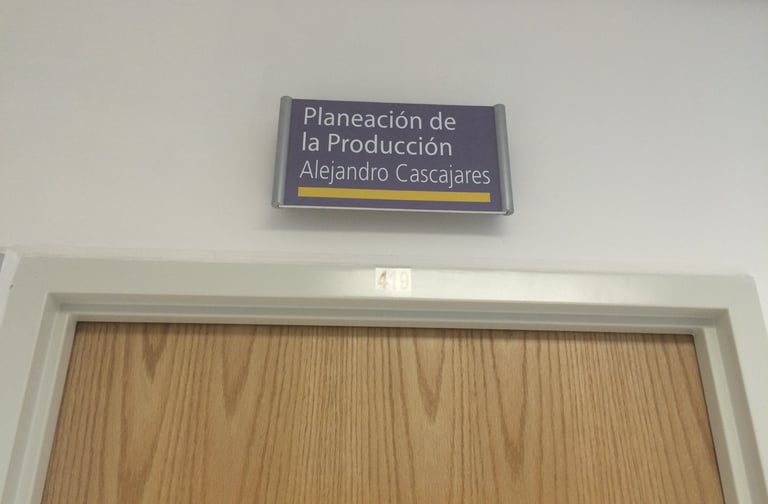 Planeación de
la Producción
Alejandro Cascajares
419